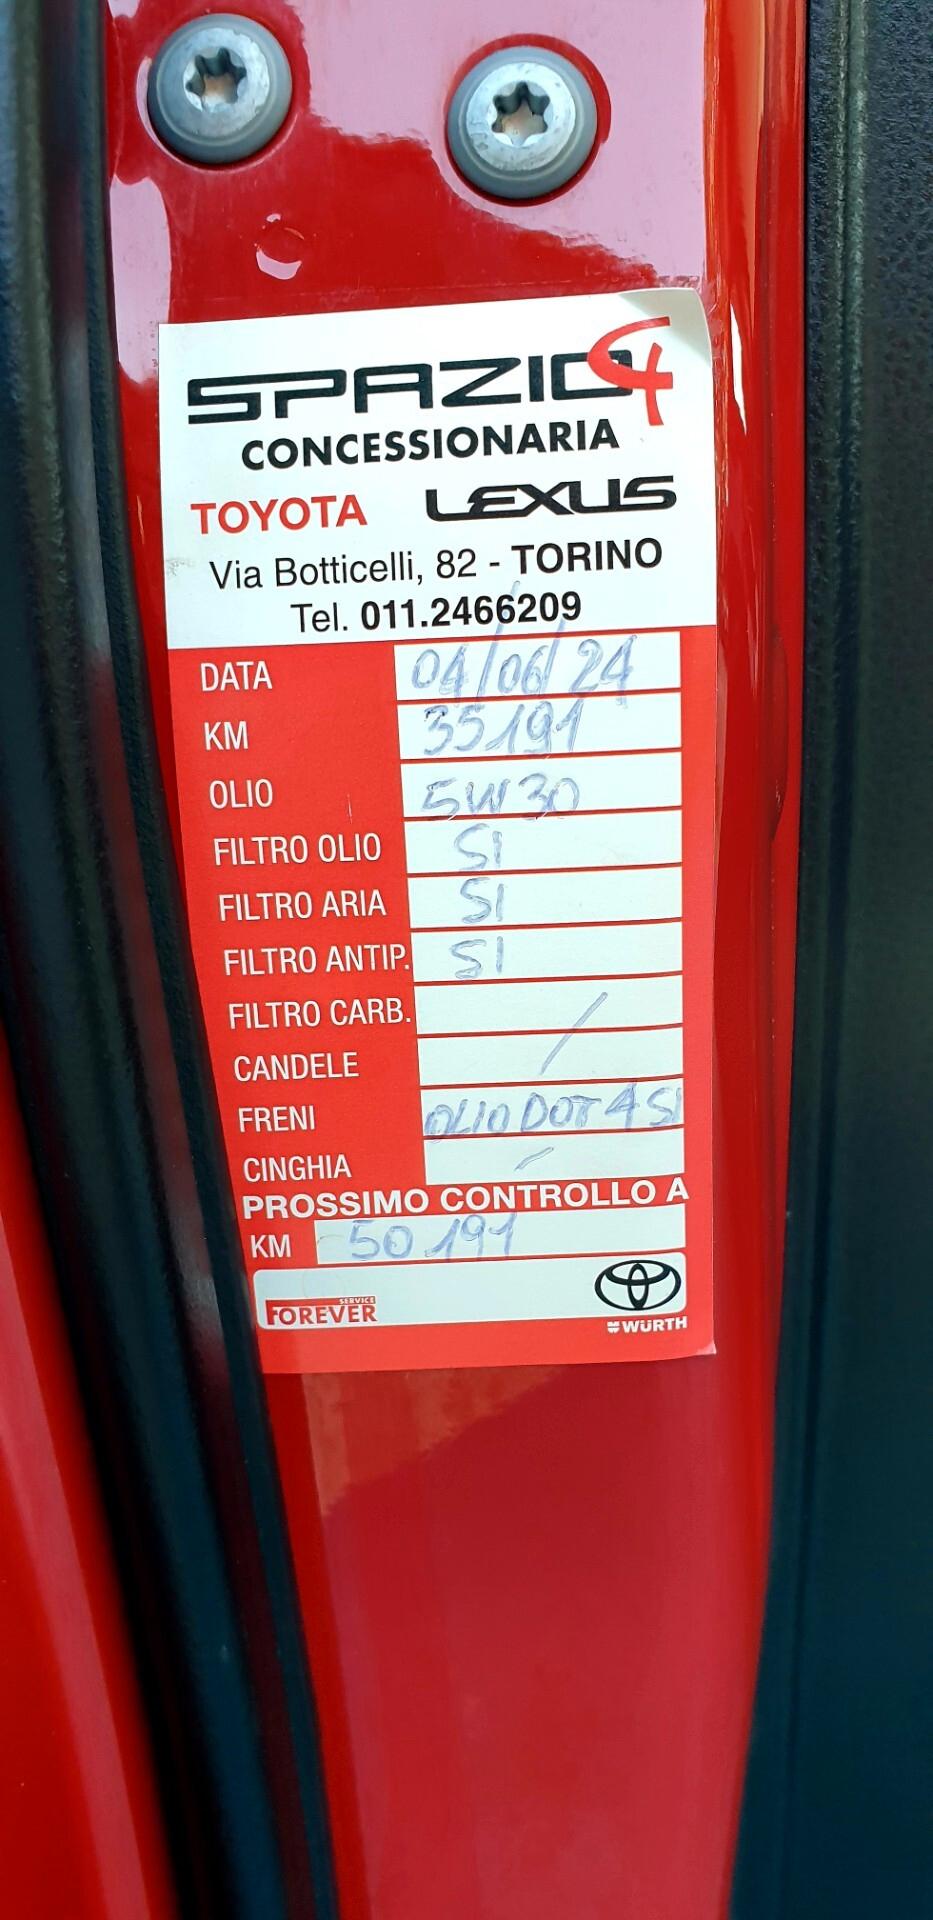 SPAZIO4
CONCESSIONARIA
TOYOTA LEXUS
Via Botticelli, 82 - TORINO
Tel. 011.2466209
DATA 04/06/24
KM 35191
OLIO 5W30
FILTRO OLIO SI
FILTRO ARIA SI
FILTRO ANTIP. SI
FILTRO CARB. /
CANDELE
FRENI OLIO DOT 4 SI
CINGHIA -
PROSSIMO CONTROLLO A
KM 50191
SERVICE
FOREVER
WÜRTH